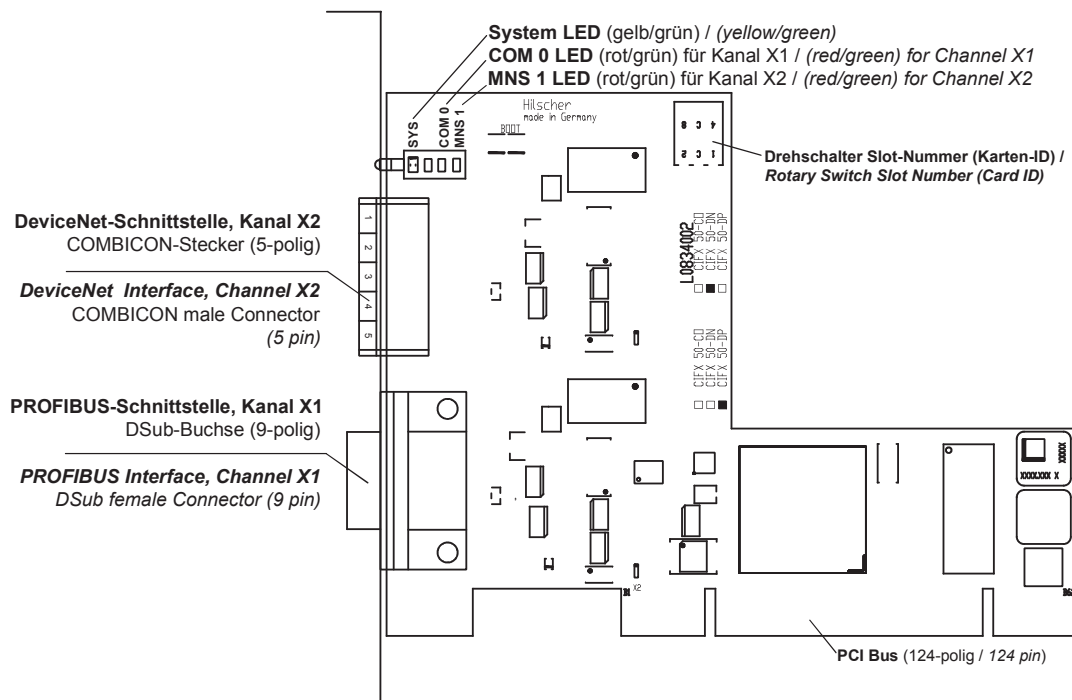 System LED (gelb/grün) / (yellow/green)
COM 0 LED (rot/grün) für Kanal X1 / (red/green) for Channel X1
MNS 1 LED (rot/grün) für Kanal X2 / (red/green) for Channel X2
SYS
COM 0
MNS 1
Hilscher
made in Germany
BOOT
Drehschalter Slot-Nummer (Karten-ID) /
Rotary Switch Slot Number (Card ID)
DeviceNet-Schnittstelle, Kanal X2
COMBICON-Stecker (5-polig)
DeviceNet Interface, Channel X2
COMBICON male Connector
(5 pin)
1
2
3
4
5
L0834002
CIFX 50-CO
CIFX 50-DN
CIFX 50-DP
CIFX 50-CO
CIFX 50-DN
CIFX 50-DP
PROFIBUS-Schnittstelle, Kanal X1
DSub-Buchse (9-polig)
PROFIBUS Interface, Channel X1
DSub female Connector (9 pin)
XXXXX
XXXX.XXX X
X2
PCI Bus (124-polig / 124 pin)